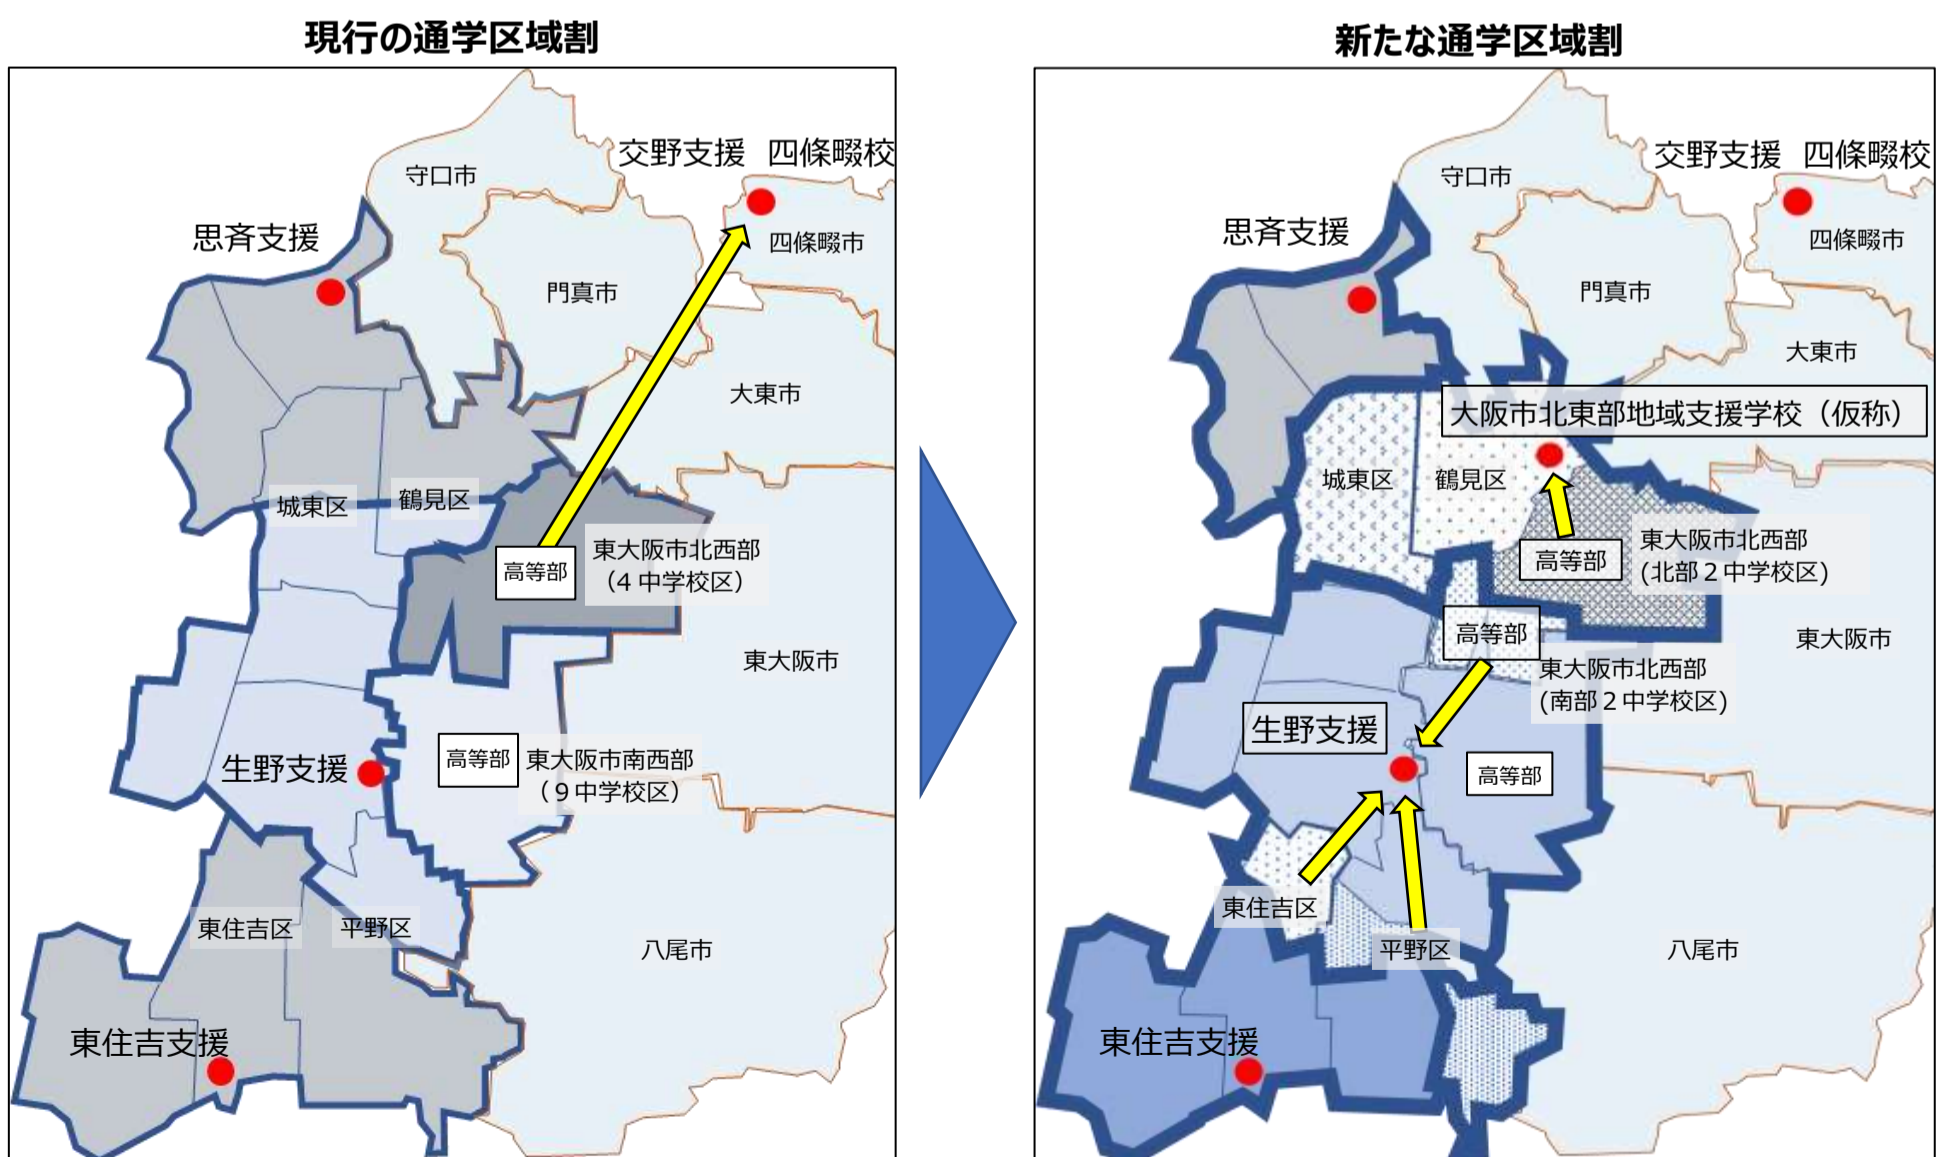 現行の通学区域割
交野支援 四條畷校
守口市
思斉支援
四條畷市
門真市
大東市
城東区
鶴見区
高等部
東大阪市北西部
（4 中学校区）
東大阪市
生野支援
高等部
東大阪市南西部
（９中学校区）
東住吉区
平野区
八尾市
東住吉支援
新たな通学区域割
交野支援 四條畷校
守口市
思斉支援
四條畷市
門真市
大東市
大阪市北東部地域支援学校（仮称）
城東区
鶴見区
高等部
東大阪市北西部
(北部２中学校区)
高等部
東大阪市
東大阪市北西部
(南部２中学校区)
生野支援
高等部
東住吉区
平野区
八尾市
東住吉支援